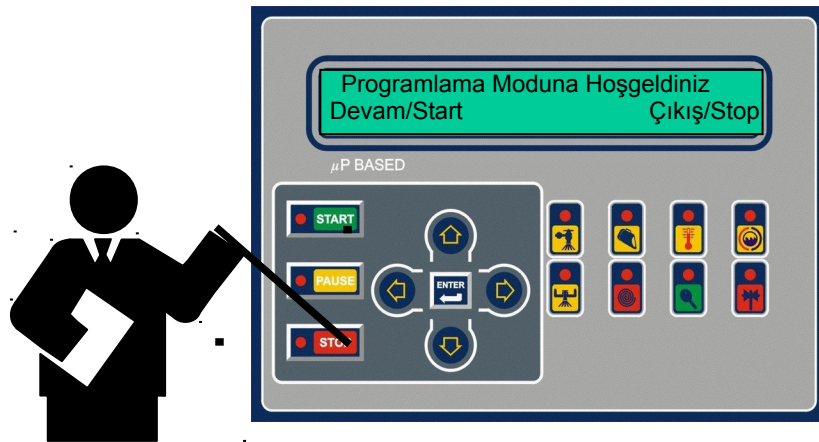 Programlama Moduna Hoşgeldiniz
Devam/Start Çıkış/Stop
µP BASED
START
PAUSE
ENTER
STOP